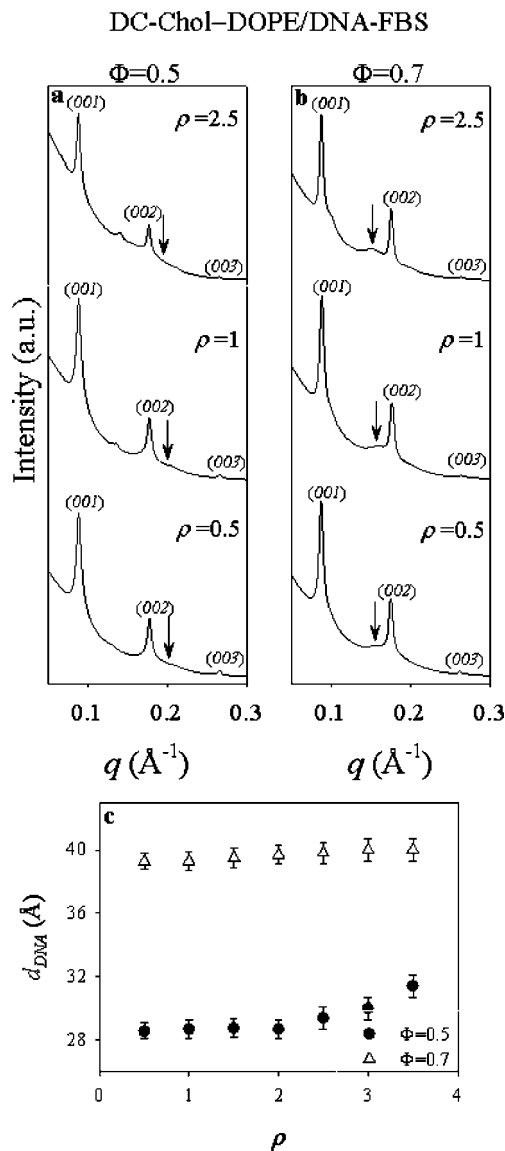 DC-Chol–DOPE/DNA-FBS
Φ=0.5
Φ=0.7
a
(001)
ρ=2.5
(002)
(003)
(001)
ρ=1
(002)
(003)
(001)
ρ=0.5
(002)
(003)
b
(001)
ρ=2.5
(002)
(003)
(001)
ρ=1
(002)
(003)
(001)
ρ=0.5
(002)
(003)
Intensity (a.u.)
0.1 0.2 0.3
0.1 0.2 0.3
q (Å-1)
q (Å-1)
c
40
36
32
28
dDNA (Å)
Φ=0.5
Φ=0.7
0 1 2 3 4
ρ